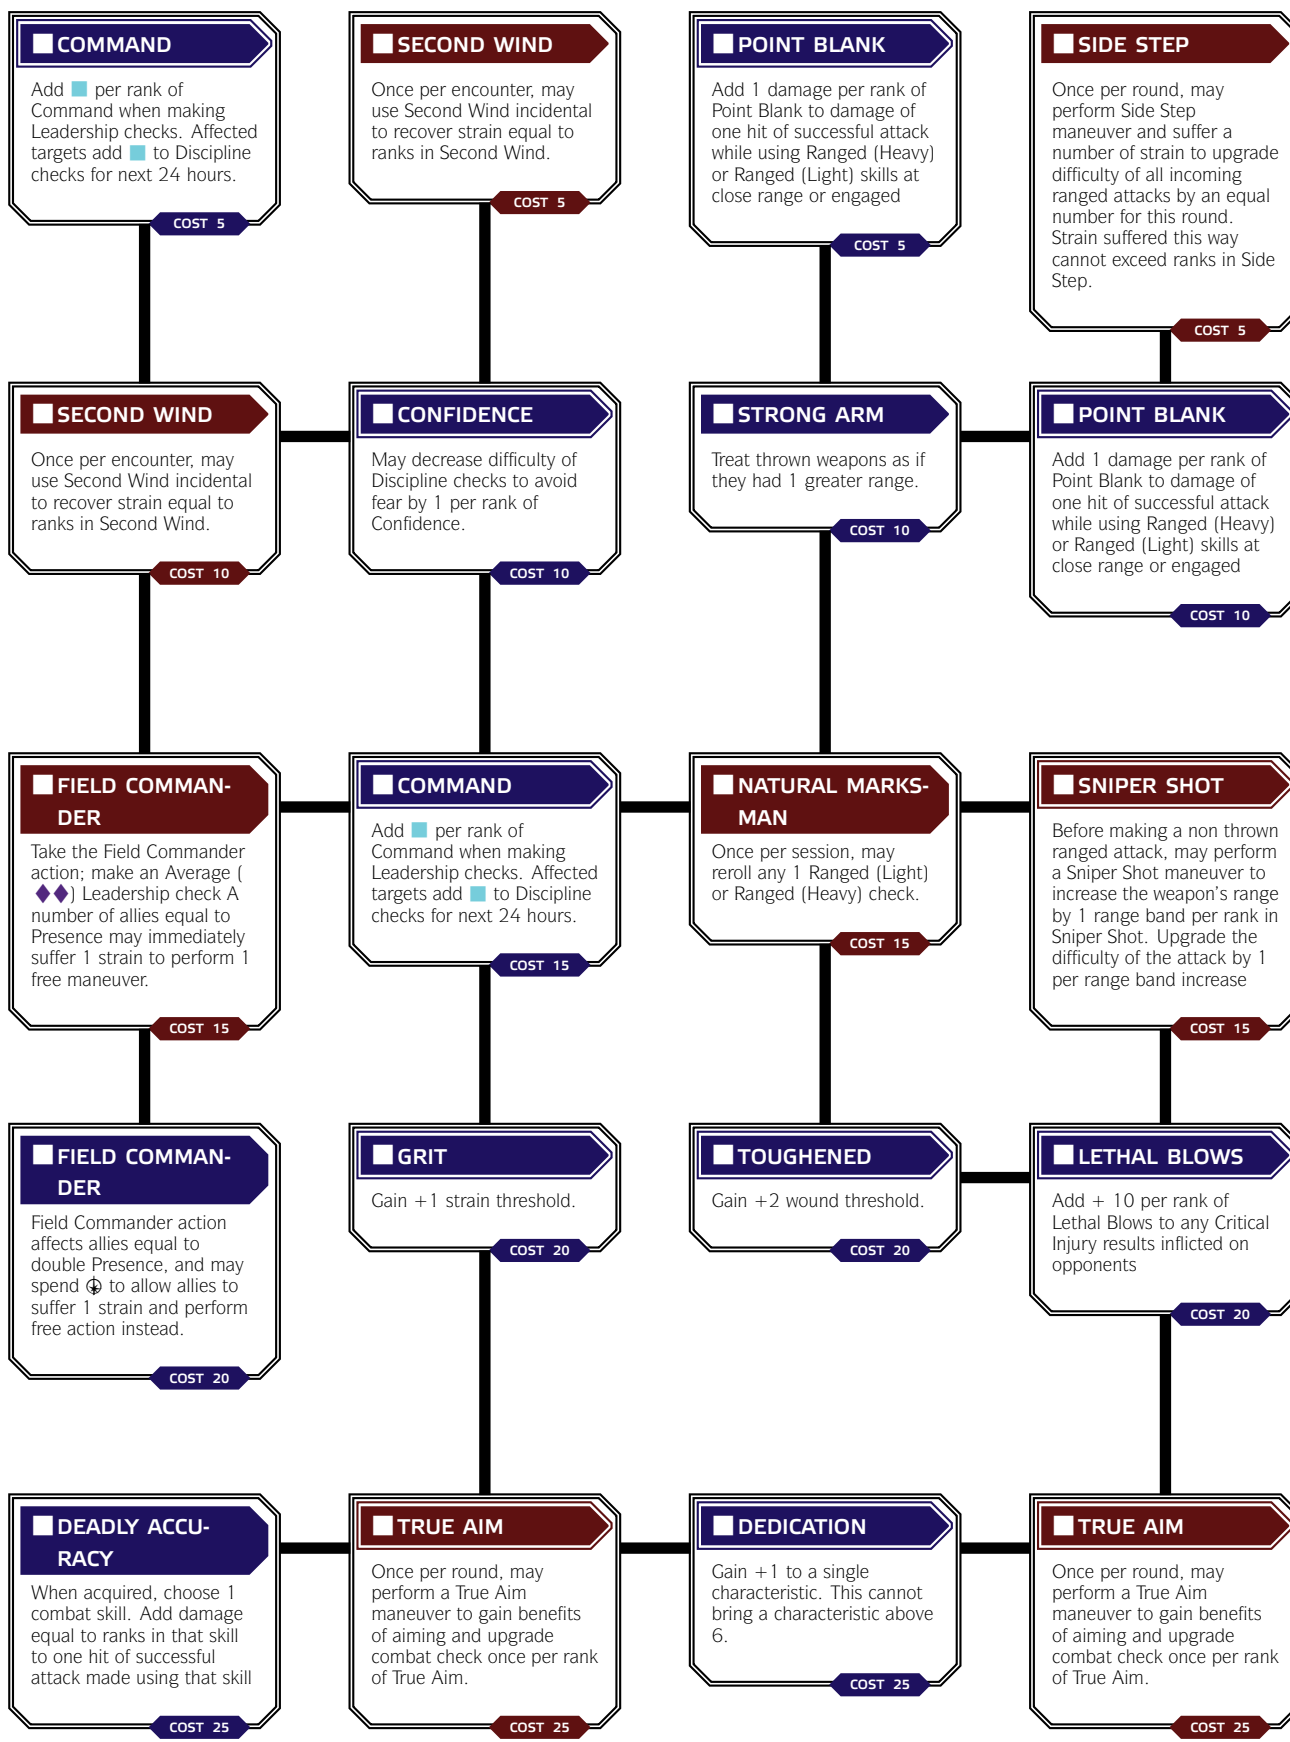 COMMAND
Add per rank of
Command when making
Leadership checks. Affected
targets add to Discipline
checks for next 24 hours.
COST 5
SECOND WIND
Once per encounter, may
use Second Wind incidental
to recover strain equal to
ranks in Second Wind.
COST 5
POINT BLANK
Add 1 damage per rank of
Point Blank to damage of
one hit of successful attack
while using Ranged (Heavy)
or Ranged (Light) skills at
close range or engaged
COST 5
SIDE STEP
Once per round, may
perform Side Step
maneuver and suffer a
number of strain to upgrade
difficulty of all incoming
ranged attacks by an equal
number for this round.
Strain suffered this way
cannot exceed ranks in Side
Step.
COST 5
SECOND WIND
Once per encounter, may
use Second Wind incidental
to recover strain equal to
ranks in Second Wind.
COST 10
CONFIDENCE
May decrease difficulty of
Discipline checks to avoid
fear by 1 per rank of
Confidence.
COST 10
STRONG ARM
Treat thrown weapons as if
they had 1 greater range.
COST 10
POINT BLANK
Add 1 damage per rank of
Point Blank to damage of
one hit of successful attack
while using Ranged (Heavy)
or Ranged (Light) skills at
close range or engaged
COST 10
FIELD COMMAN-
DER
Take the Field Commander
action; make an Average (
◆◆) Leadership check A
number of allies equal to
Presence may immediately
suffer 1 strain to perform 1
free maneuver.
COST 15
COMMAND
Add per rank of
Command when making
Leadership checks. Affected
targets add to Discipline
checks for next 24 hours.
COST 15
NATURAL MARKS-
MAN
Once per session, may
reroll any 1 Ranged (Light)
or Ranged (Heavy) check.
COST 15
SNIPER SHOT
Before making a non thrown
ranged attack, may perform
a Sniper Shot maneuver to
increase the weapon's range
by 1 range band per rank in
Sniper Shot. Upgrade the
difficulty of the attack by 1
per range band increase
COST 15
FIELD COMMAN-
DER
Field Commander action
affects allies equal to
double Presence, and may
spend to allow allies to
suffer 1 strain and perform
free action instead.
COST 20
GRIT
Gain +1 strain threshold.
COST 20
TOUGHENED
Gain +2 wound threshold.
COST 20
LETHAL BLOWS
Add + 10 per rank of
Lethal Blows to any Critical
Injury results inflicted on
opponents
COST 20
DEADLY ACCU-
RACY
When acquired, choose 1
combat skill. Add damage
equal to ranks in that skill
to one hit of successful
attack made using that skill
COST 25
TRUE AIM
Once per round, may
perform a True Aim
maneuver to gain benefits
of aiming and upgrade
combat check once per rank
of True Aim.
COST 25
DEDICATION
Gain +1 to a single
characteristic. This cannot
bring a characteristic above
6.
COST 25
TRUE AIM
Once per round, may
perform a True Aim
maneuver to gain benefits
of aiming and upgrade
combat check once per rank
of True Aim.
COST 25